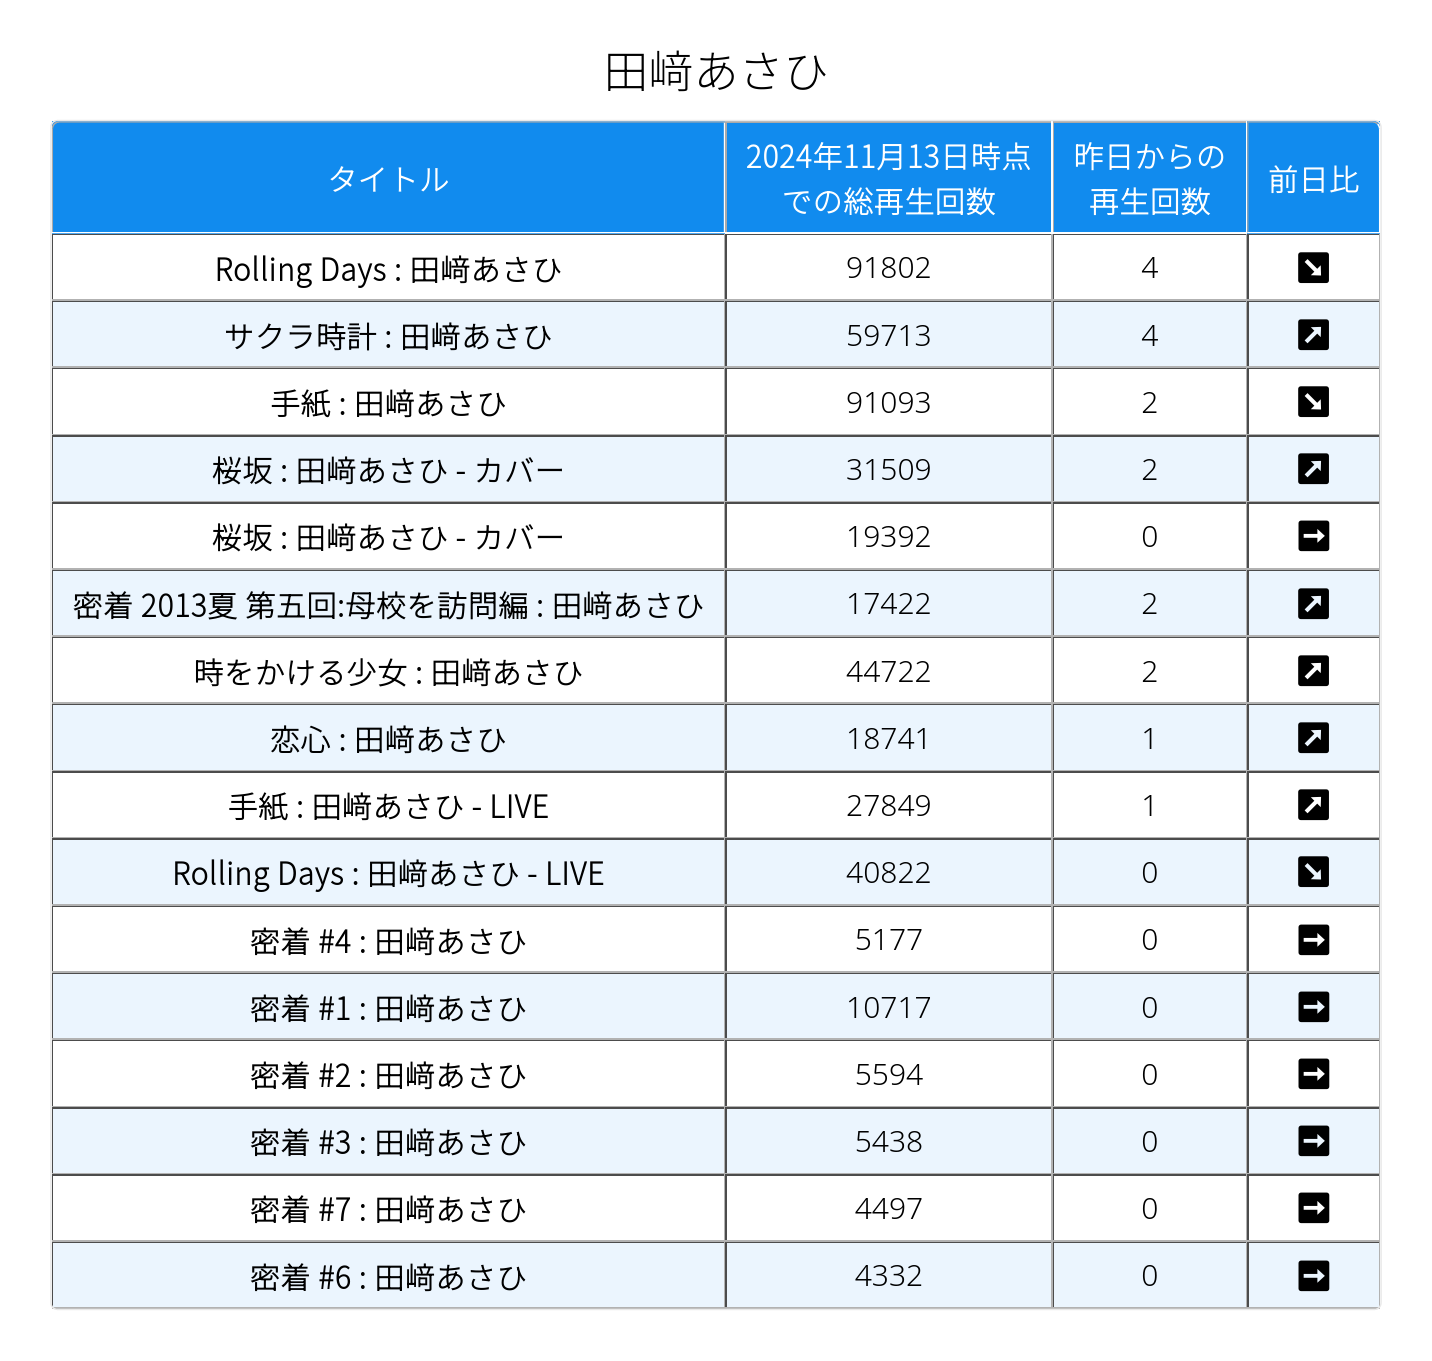 田﨑あさひ
タイトル
2024年11月13日時点
での総再生回数
昨日からの
再生回数
前日比
Rolling Days : 田﨑あさひ 91802 4 ↘
サクラ時計 : 田﨑あさひ 59713 4 ↗
手紙 : 田﨑あさひ 91093 2 ↘
桜坂 : 田﨑あさひ - カバー 31509 2 ↗
桜坂 : 田﨑あさひ - カバー 19392 0 →
密着 2013夏 第五回:母校を訪問編 : 田﨑あさひ 17422 2 ↗
時をかける少女 : 田﨑あさひ 44722 2 ↗
恋心 : 田﨑あさひ 18741 1 ↗
手紙 : 田﨑あさひ - LIVE 27849 1 ↗
Rolling Days : 田﨑あさひ - LIVE 40822 0 ↘
密着 #4 : 田﨑あさひ 5177 0 →
密着 #1 : 田﨑あさひ 10717 0 →
密着 #2 : 田﨑あさひ 5594 0 →
密着 #3 : 田﨑あさひ 5438 0 →
密着 #7 : 田﨑あさひ 4497 0 →
密着 #6 : 田﨑あさひ 4332 0 →